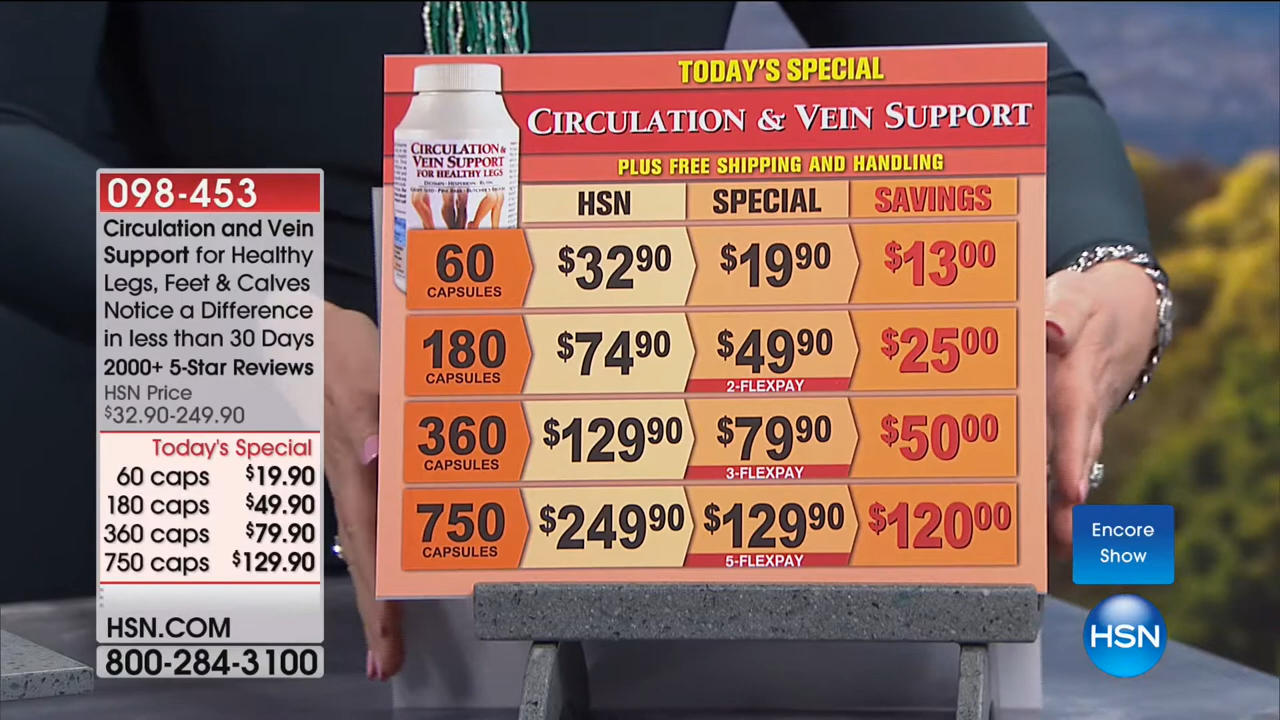 098-453
Circulation and Vein
Support for Healthy
Legs, Feet & Calves
Notice a Difference
in less than 30 Days
2000+ 5-Star Reviews
HSN Price
$32.90-249.90
Today's Special
60 caps $19.90
180 caps $49.90
360 caps $79.90
750 caps $129.90
HSN.COM
800-284-3100
TODAY'S SPECIAL
CIRCULATION & VEIN SUPPORT
PLUS FREE SHIPPING AND HANDLING
CIRCULATION &
VEIN SUPPORT
FOR HEALTHY LEGS
HSN SPECIAL SAVINGS
60 CAPSULES $32.90 $19.90 $13.00
180 CAPSULES $74.90 $49.90 $25.00
2-FLEXPAY
360 CAPSULES $129.90 $79.90 $50.00
3-FLEXPAY
750 CAPSULES $249.90 $129.90 $120.00
5-FLEXPAY
Encore
Show
HSN